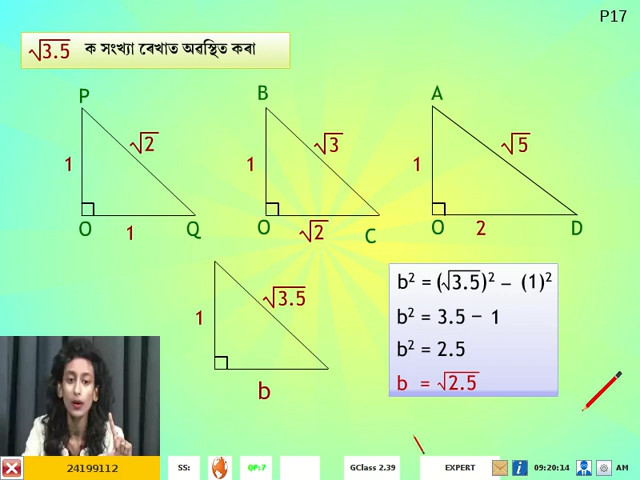 P17
√3.5 ক সংখ্যা ৰেখাত অৱস্থিত কৰা
P
B
A
1
√2
1
√3
1
√5
O
1
Q
O
√2
C
O
2
D
1
√3.5
b
b² = (√3.5)² – (1)²
b² = 3.5 – 1
b² = 2.5
b = √2.5
24199112
SS:
QP:7
GClass 2.39
EXPERT
09:20:14
AM